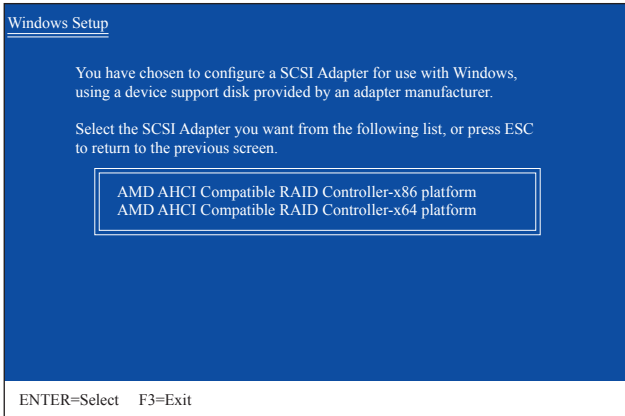 Windows Setup
You have chosen to configure a SCSI Adapter for use with Windows,
using a device support disk provided by an adapter manufacturer.
Select the SCSI Adapter you want from the following list, or press ESC
to return to the previous screen.
AMD AHCI Compatible RAID Controller-x86 platform
AMD AHCI Compatible RAID Controller-x64 platform
ENTER=Select F3=Exit